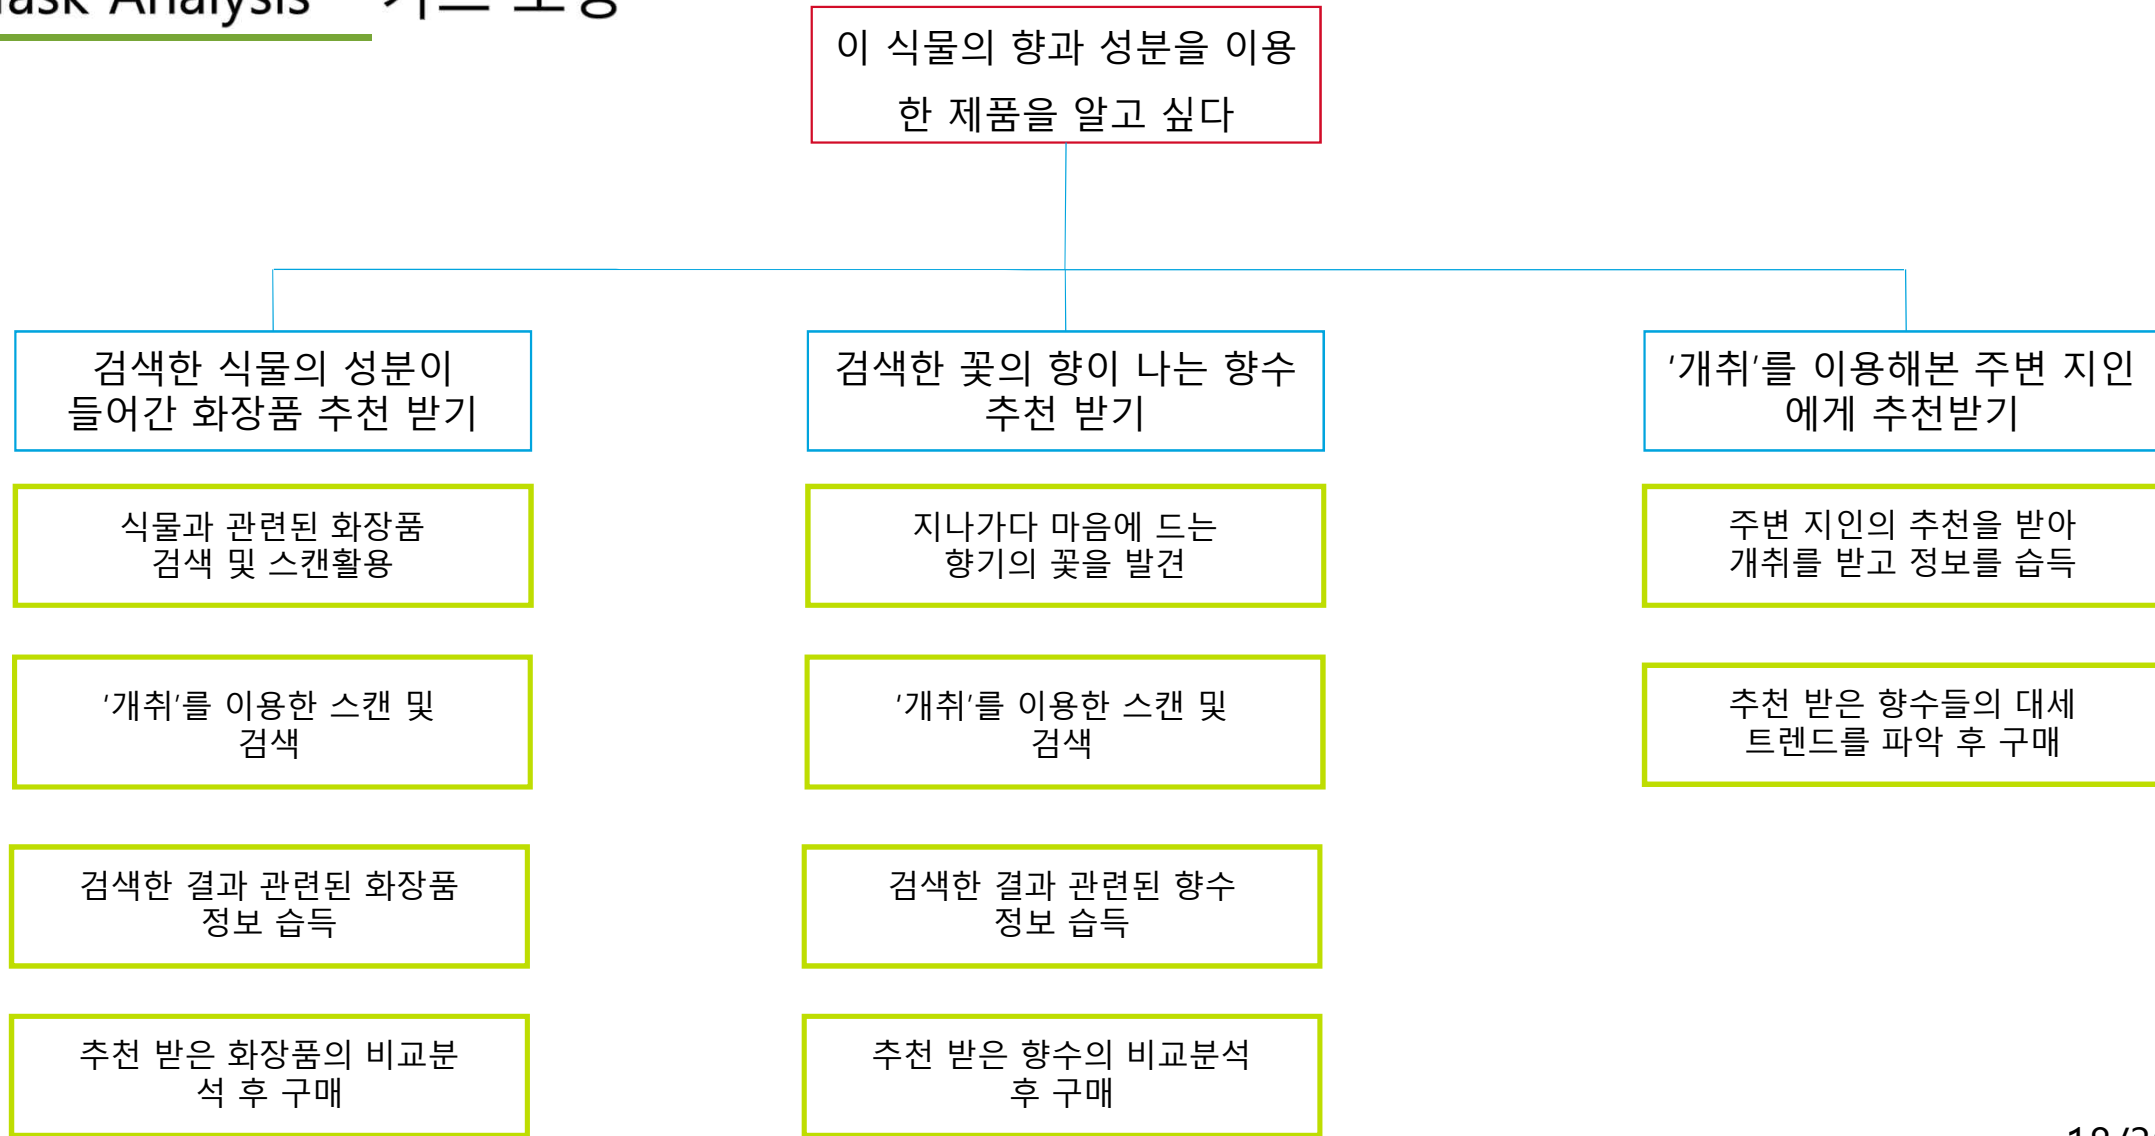 Task Analysis
이 식물의 향과 성분을 이용
한 제품을 알고 싶다
검색한 식물의 성분이
들어간 화장품 추천 받기
검색한 꽃의 향이 나는 향수
추천 받기
'개취'를 이용해본 주변 지인
에게 추천받기
식물과 관련된 화장품
검색 및 스캔활용
지나가다 마음에 드는
향기의 꽃을 발견
주변 지인의 추천을 받아
개취를 받고 정보를 습득
'개취'를 이용한 스캔 및
검색
'개취'를 이용한 스캔 및
검색
추천 받은 향수들의 대세
트렌드를 파악 후 구매
검색한 결과 관련된 화장품
정보 습득
검색한 결과 관련된 향수
정보 습득
추천 받은 화장품의 비교분
석 후 구매
추천 받은 향수의 비교분석
후 구매